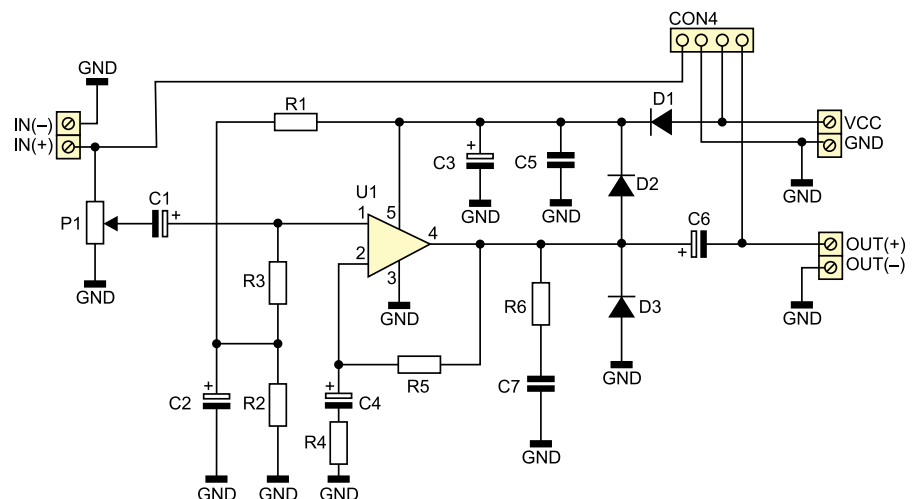 CON4
GND
R1
D1
IN(–)
IN(+)
VCC
GND
+
C3
C5
GND
GND
D2
GND
U1
C1
+
1
5
4
2
3
P1
GND
C6
+
OUT(+)
OUT(–)
GND
R3
GND
R6
D3
GND
R5
C7
+
C2
R2
+
C4
R4
GND
GND
GND
GND